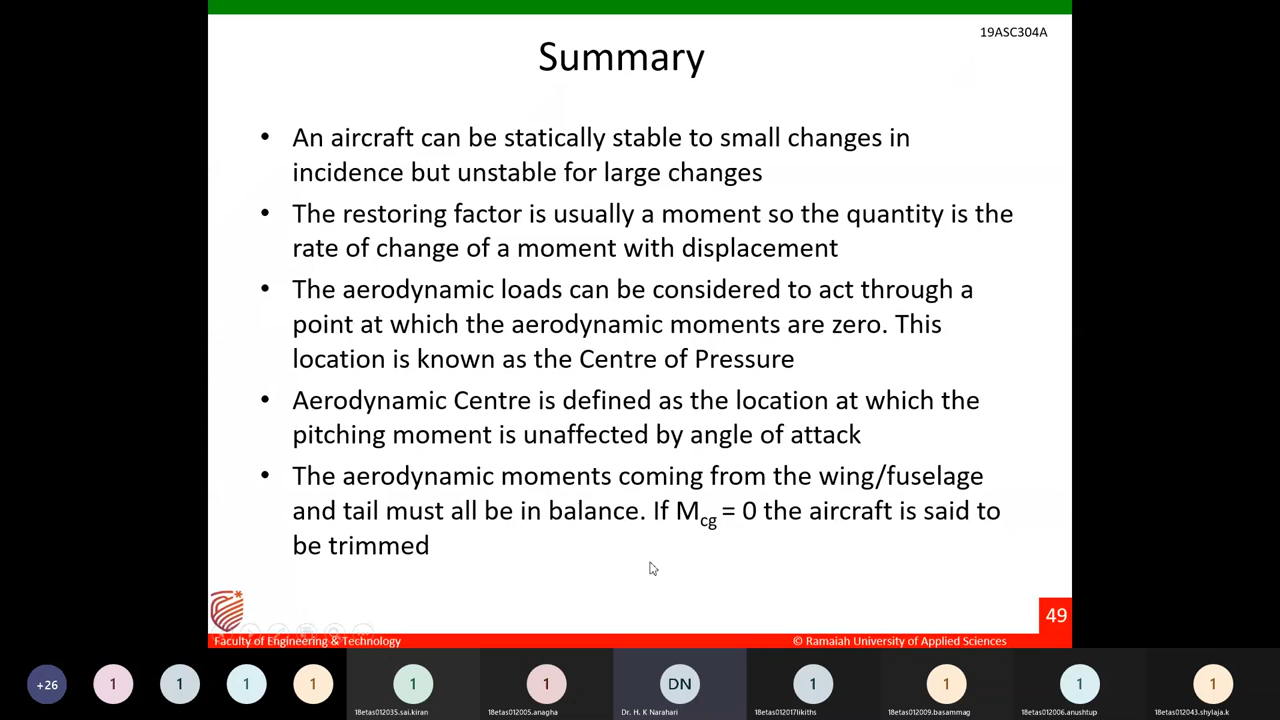 19ASC304A
Summary
• An aircraft can be statically stable to small changes in
incidence but unstable for large changes
• The restoring factor is usually a moment so the quantity is the
rate of change of a moment with displacement
• The aerodynamic loads can be considered to act through a
point at which the aerodynamic moments are zero. This
location is known as the Centre of Pressure
• Aerodynamic Centre is defined as the location at which the
pitching moment is unaffected by angle of attack
• The aerodynamic moments coming from the wing/fuselage
and tail must all be in balance. If Mcg = 0 the aircraft is said to
be trimmed
49
Faculty of Engineering & Technology
© Ramaiah University of Applied Sciences
+26
1
1
1
1
1
1
DN
1
1
1
1
18etas012035.sai.kiran
18etas012005.anagha
Dr. H. K Narahari
18etas012017likiths
18etas012009.basammag
18etas012006.anushtup
18etas012043.shylaja.k